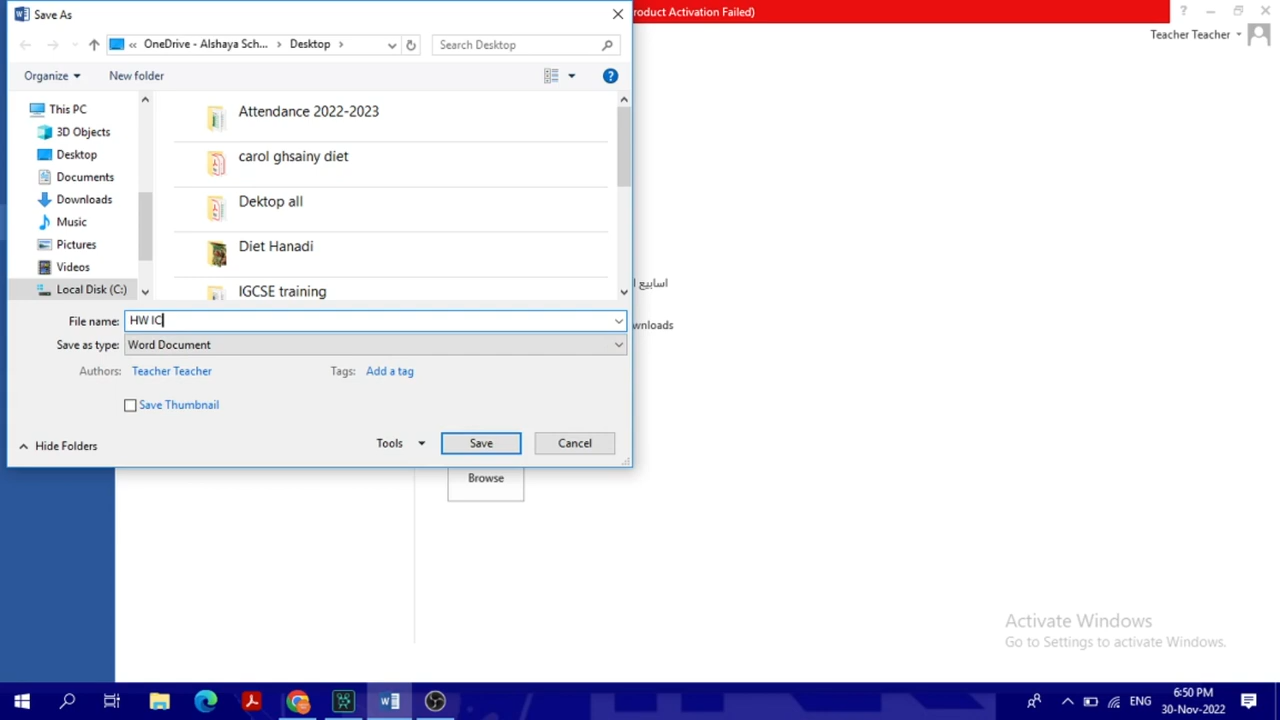 Save As
roduct Activation Failed)
?
Teacher Teacher
« OneDrive - Alshaya Sch... > Desktop >
Search Desktop
Organize
New folder
?
This PC
3D Objects
Desktop
Documents
Downloads
Music
Pictures
Videos
Local Disk (C:)
Attendance 2022-2023
carol ghsainy diet
Dektop all
Diet Hanadi
IGCSE training
اسابيع ا
wnloads
File name: HW IC
Save as type: Word Document
Authors: Teacher Teacher
Tags: Add a tag
Save Thumbnail
Hide Folders
Tools
Save
Cancel
Browse
Activate Windows
Go to Settings to activate Windows.
ENG
6:50 PM
30-Nov-2022